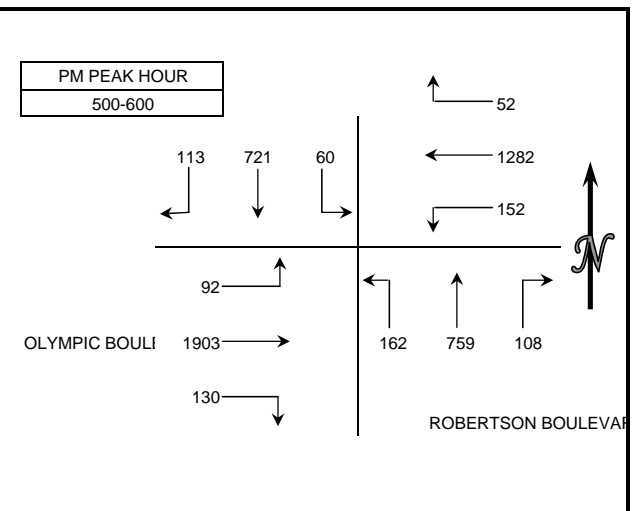 PM PEAK HOUR
500-600
52
113 721 60 1282
152
92
OLYMPIC BOULE 1903 162 759 108
130
ROBERTSON BOULEVAR
N